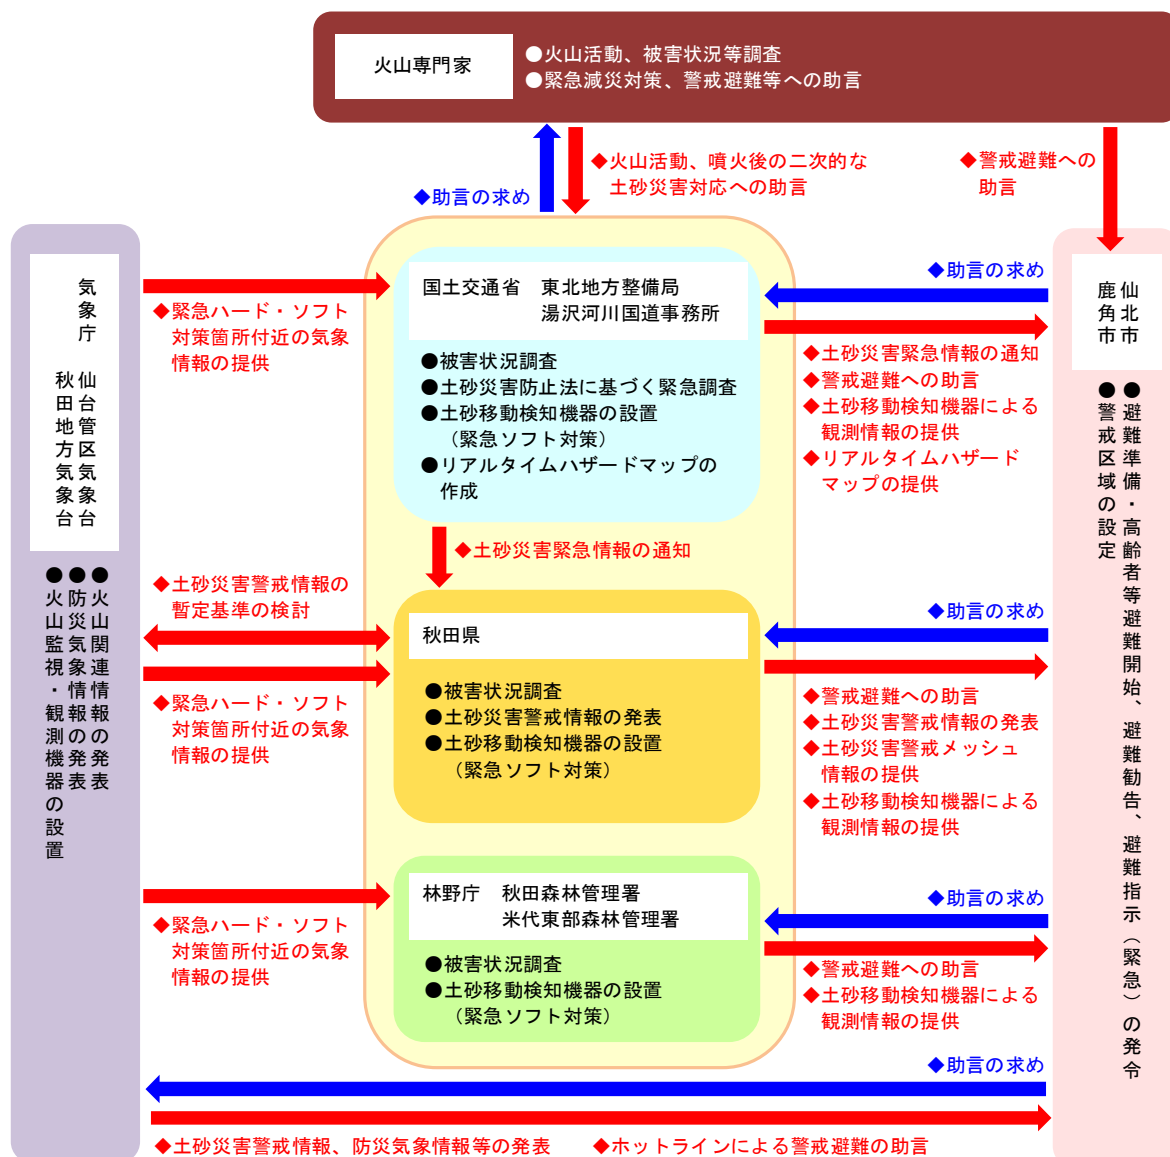 火山専門家
●火山活動、被害状況等調査
●緊急減災対策、警戒避難等への助言
◆助言の求め
◆火山活動、噴火後の二次的な
土砂災害対応への助言
◆警戒避難への
助言
気象庁　仙台管区気象台
秋田地方気象台
●火山関連情報の発表
●防災気象情報の発表
●火山監視・観測機器の設置
◆緊急ハード・ソフト
対策箇所付近の気象
情報の提供
国土交通省　東北地方整備局
湯沢河川国道事務所
●被害状況調査
●土砂災害防止法に基づく緊急調査
●土砂移動検知機器の設置
（緊急ソフト対策）
●リアルタイムハザードマップの
作成
◆助言の求め
◆土砂災害緊急情報の通知
◆警戒避難への助言
◆土砂移動検知機器による
観測情報の提供
◆リアルタイムハザード
マップの提供
仙北市
鹿角市
●避難準備・高齢者等避難開始、避難勧告、避難指示（緊急）の発令
●警戒区域の設定
◆土砂災害緊急情報の通知
◆土砂災害警戒情報の
暫定基準の検討
◆緊急ハード・ソフト
対策箇所付近の気象
情報の提供
秋田県
●被害状況調査
●土砂災害警戒情報の発表
●土砂移動検知機器の設置
（緊急ソフト対策）
◆助言の求め
◆警戒避難への助言
◆土砂災害警戒情報の発表
◆土砂災害警戒メッシュ
情報の提供
◆土砂移動検知機器による
観測情報の提供
◆緊急ハード・ソフト
対策箇所付近の気象
情報の提供
林野庁　秋田森林管理署
米代東部森林管理署
●被害状況調査
●土砂移動検知機器の設置
（緊急ソフト対策）
◆助言の求め
◆警戒避難への助言
◆土砂移動検知機器による
観測情報の提供
◆助言の求め
◆土砂災害警戒情報、防災気象情報等の発表　◆ホットラインによる警戒避難の助言